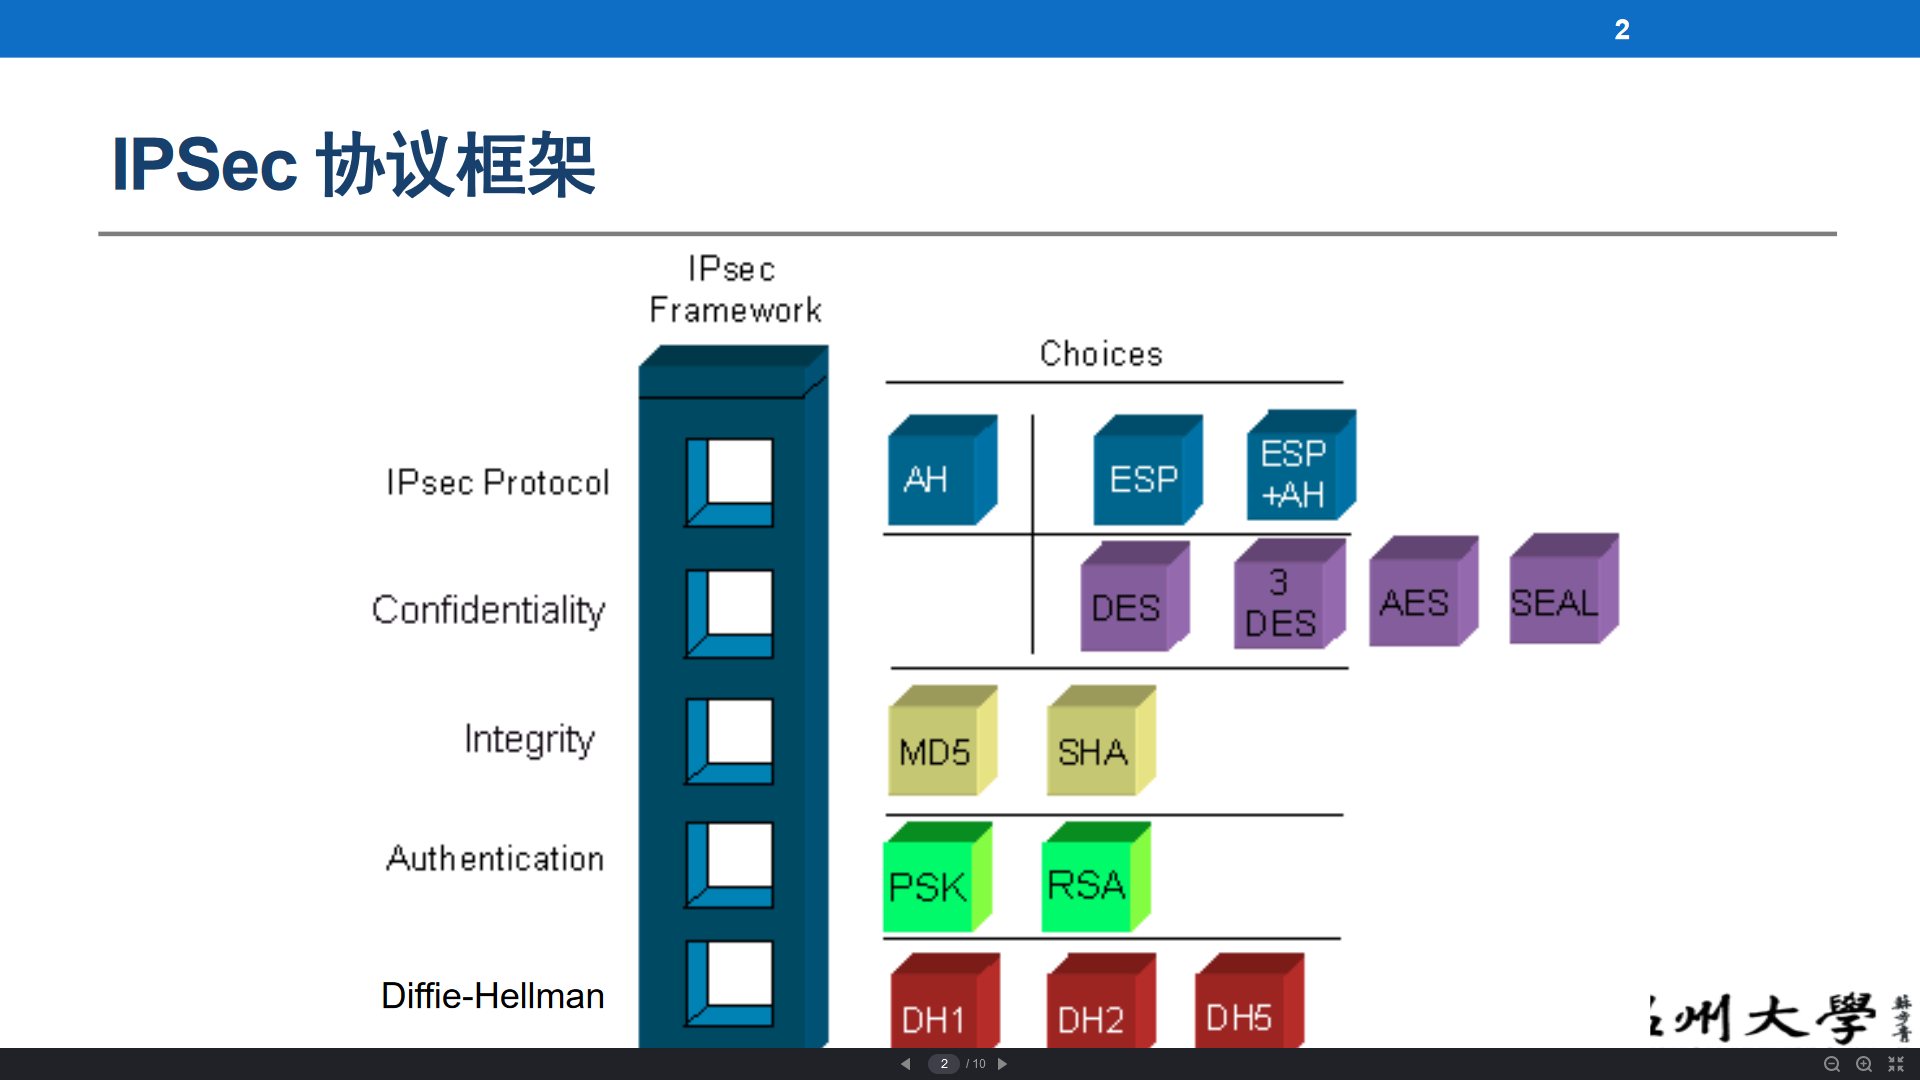 2
IPSec 协议框架
IPsec
Framework
Choices
IPsec Protocol
AH
ESP
ESP
+AH
Confidentiality
DES
3
DES
AES
SEAL
Integrity
MD5
SHA
Authentication
PSK
RSA
Diffie-Hellman
DH1
DH2
DH5
州大學
2 / 10